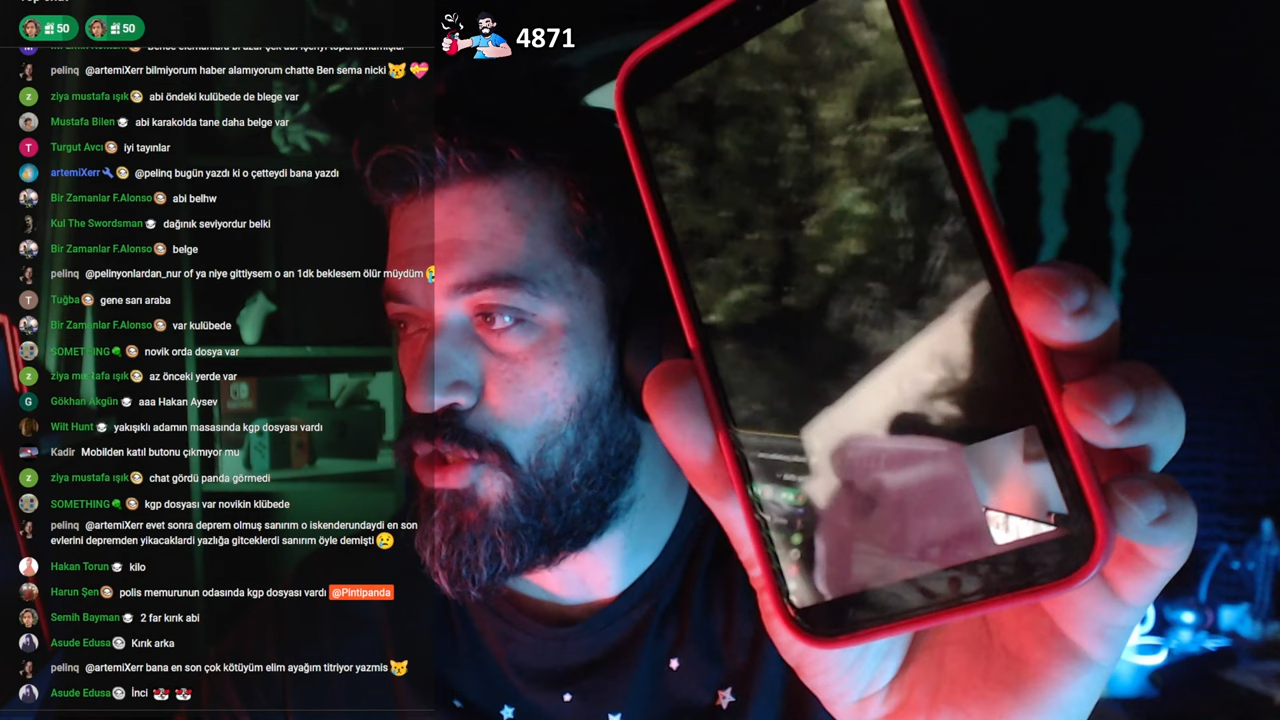 50
50
4871
pelinq @artemiXerr bilmiyorum haber alamıyorum chatte Ben sema nicki
ziya mustafa ışık abi öndeki kulübede de blege var
Mustafa Bilen abi karakolda tane daha belge var
Turgut Avcı iyi tayınlar
artemiXerr @pelinq bugün yazdı ki o çetteydi bana yazdı
Bir Zamanlar F.Alonso abi belhw
Kul The Swordsman dağınık seviyordur belki
Bir Zamanlar F.Alonso belge
pelinq @pelinyonlardan_nur of ya niye gittiysem o an 1dk beklesem ölür müydüm
Tuğba gene sarı araba
Bir Zamanlar F.Alonso var kulübede
SOMETHING novik orda dosya var
ziya mustafa ışık az önceki yerde var
Gökhan Akgün aaa Hakan Aysev
Wilt Hunt yakışıklı adamın masasında kgp dosyası vardı
Kadir Mobilden katıl butonu çıkmıyor mu
ziya mustafa ışık chat gördü panda görmedi
SOMETHING kgp dosyası var novikin klübede
pelinq @artemiXerr evet sonra deprem olmuş sanırım o iskenderundaydi en son
evlerini depremden yikacaklardi yazlığa gitceklerdi sanırım öyle demişti
Hakan Torun kilo
Harun Şen polis memurunun odasında kgp dosyası vardı @Pintipanda
Semih Bayman 2 far kırık abi
Asude Edusa Kırık arka
pelinq @artemiXerr bana en son çok kötüyüm elim ayağım titriyor yazmis
Asude Edusa İnci